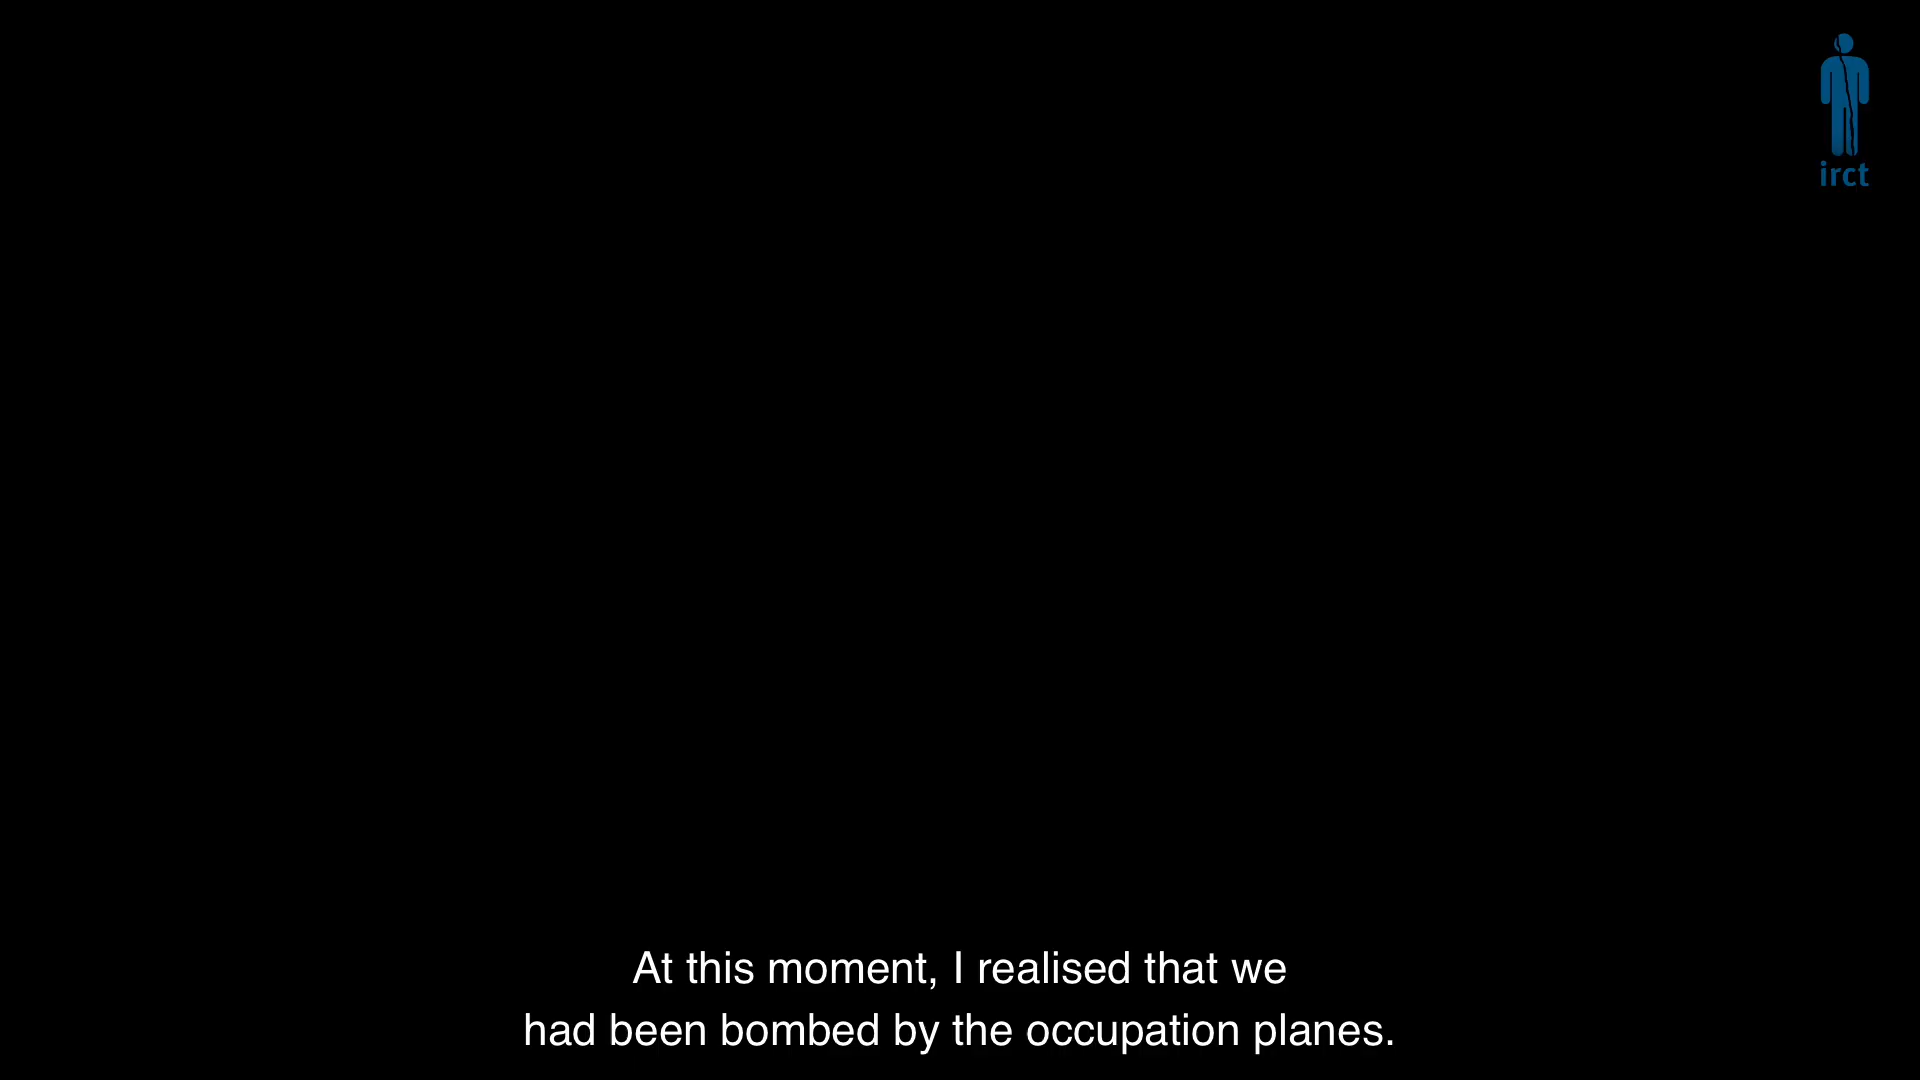 irct
At this moment, I realised that we
had been bombed by the occupation planes.